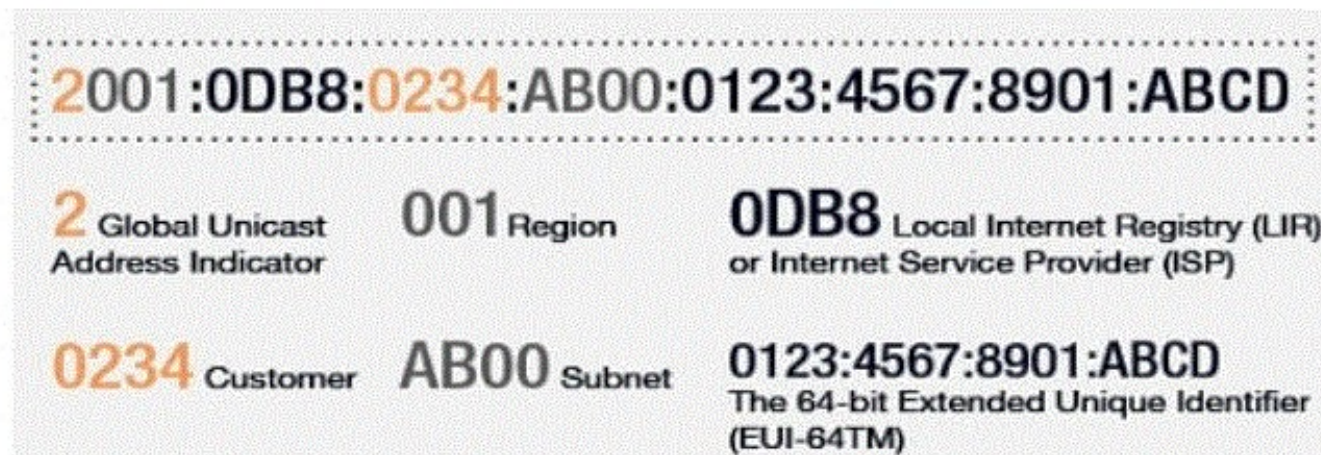 2001:0DB8:0234:AB00:0123:4567:8901:ABCD
2 Global Unicast
Address Indicator
001 Region
0DB8 Local Internet Registry (LIR)
or Internet Service Provider (ISP)
0234 Customer
AB00 Subnet
0123:4567:8901:ABCD
The 64-bit Extended Unique Identifier
(EUI-64TM)